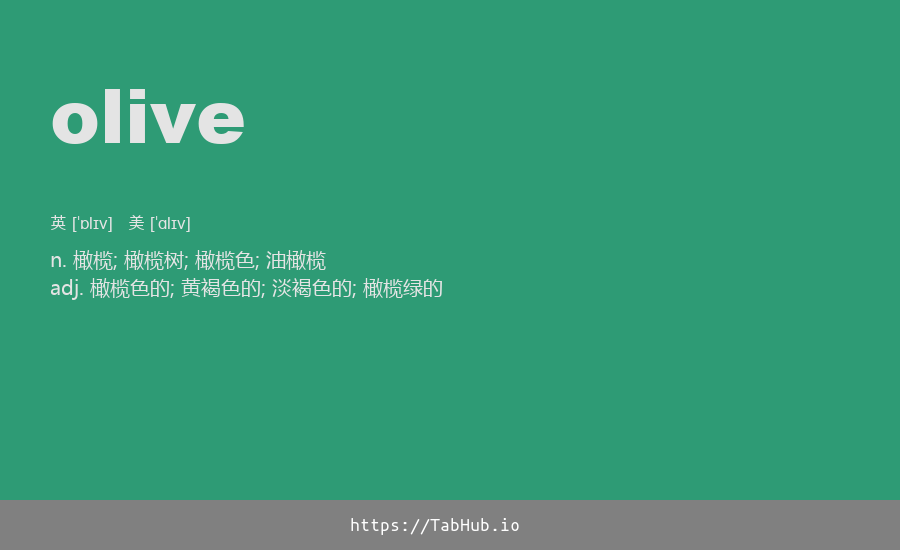 olive
英 [ˈɒlɪv] 美 [ˈɑlɪv]
n. 橄榄; 橄榄树; 橄榄色; 油橄榄
adj. 橄榄色的; 黄褐色的; 淡褐色的; 橄榄绿的
https://TabHub.io